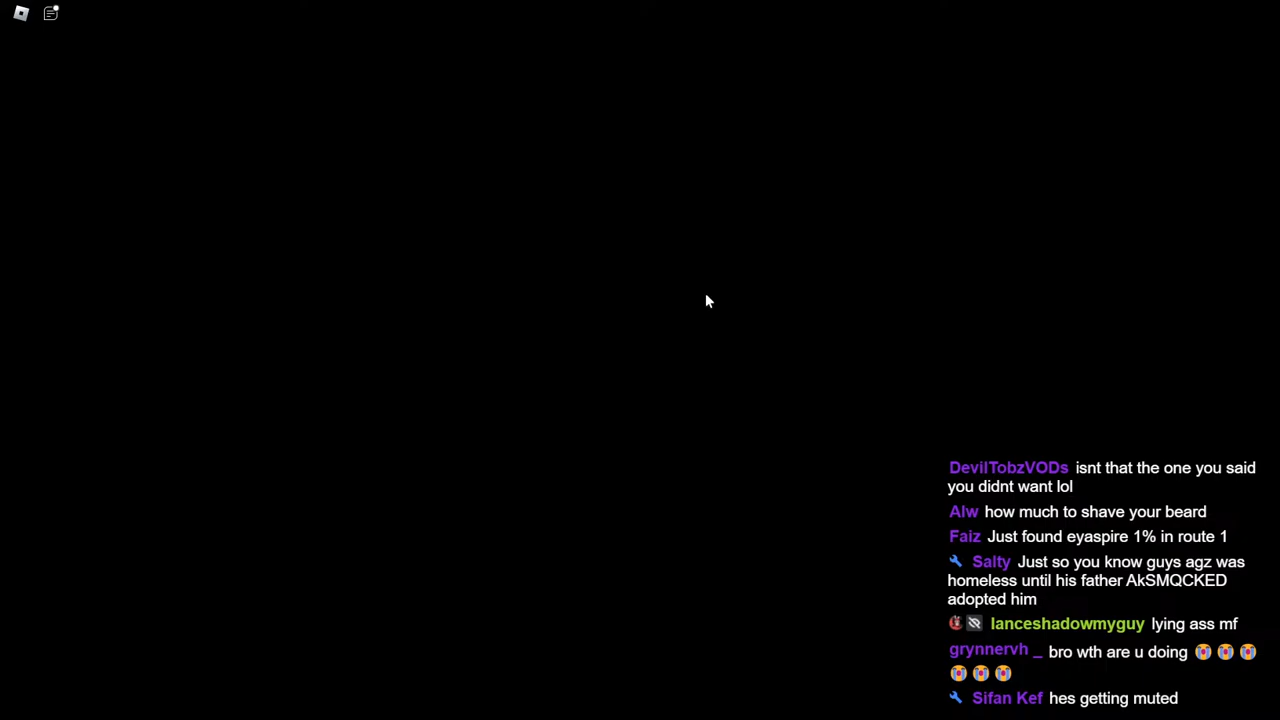 DevilTobzVODs isnt that the one you said
you didnt want lol
Alw how much to shave your beard
Faiz Just found eyaspire 1% in route 1
Salty Just so you know guys agz was
homeless until his father AkSMQCKED
adopted him
lanceshadowmyguy lying ass mf
grynnervh _ bro wth are u doing 😭 😭 😭
😭 😭 😭
Sifan Kef hes getting muted